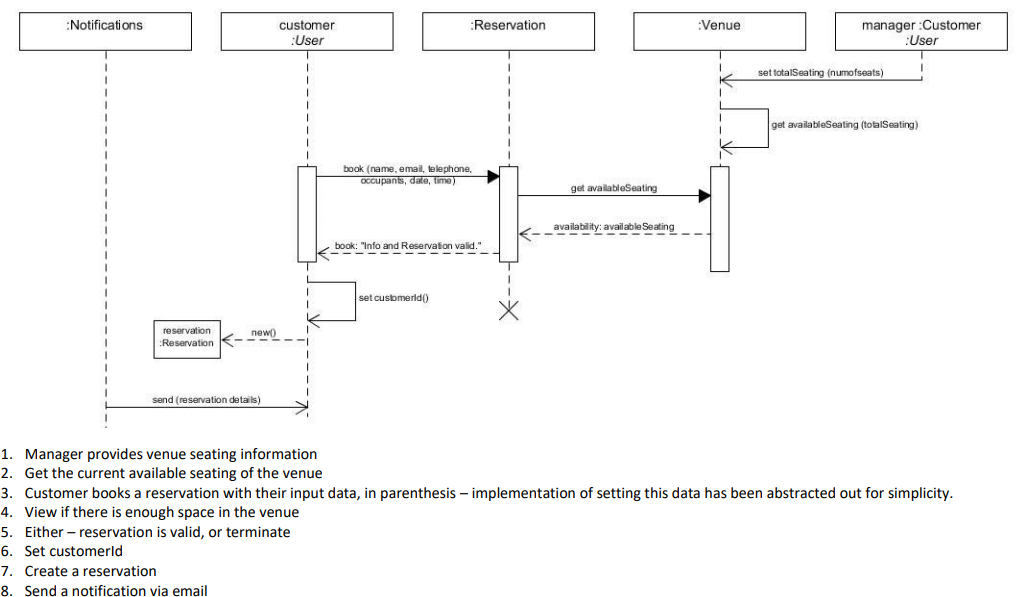 :Notifications
customer
:User
:Reservation
:Venue
manager :Customer
:User
set totalSeating (numofseats)
get availableSeating (totalSeating)
book (name, email, telephone,
occupants, date, time)
get availableSeating
availability: availableSeating
book: "Info and Reservation valid."
set customerId()
reservation
:Reservation
new()
send (reservation details)
1. Manager provides venue seating information
2. Get the current available seating of the venue
3. Customer books a reservation with their input data, in parenthesis – implementation of setting this data has been abstracted out for simplicity.
4. View if there is enough space in the venue
5. Either – reservation is valid, or terminate
6. Set customerId
7. Create a reservation
8. Send a notification via email